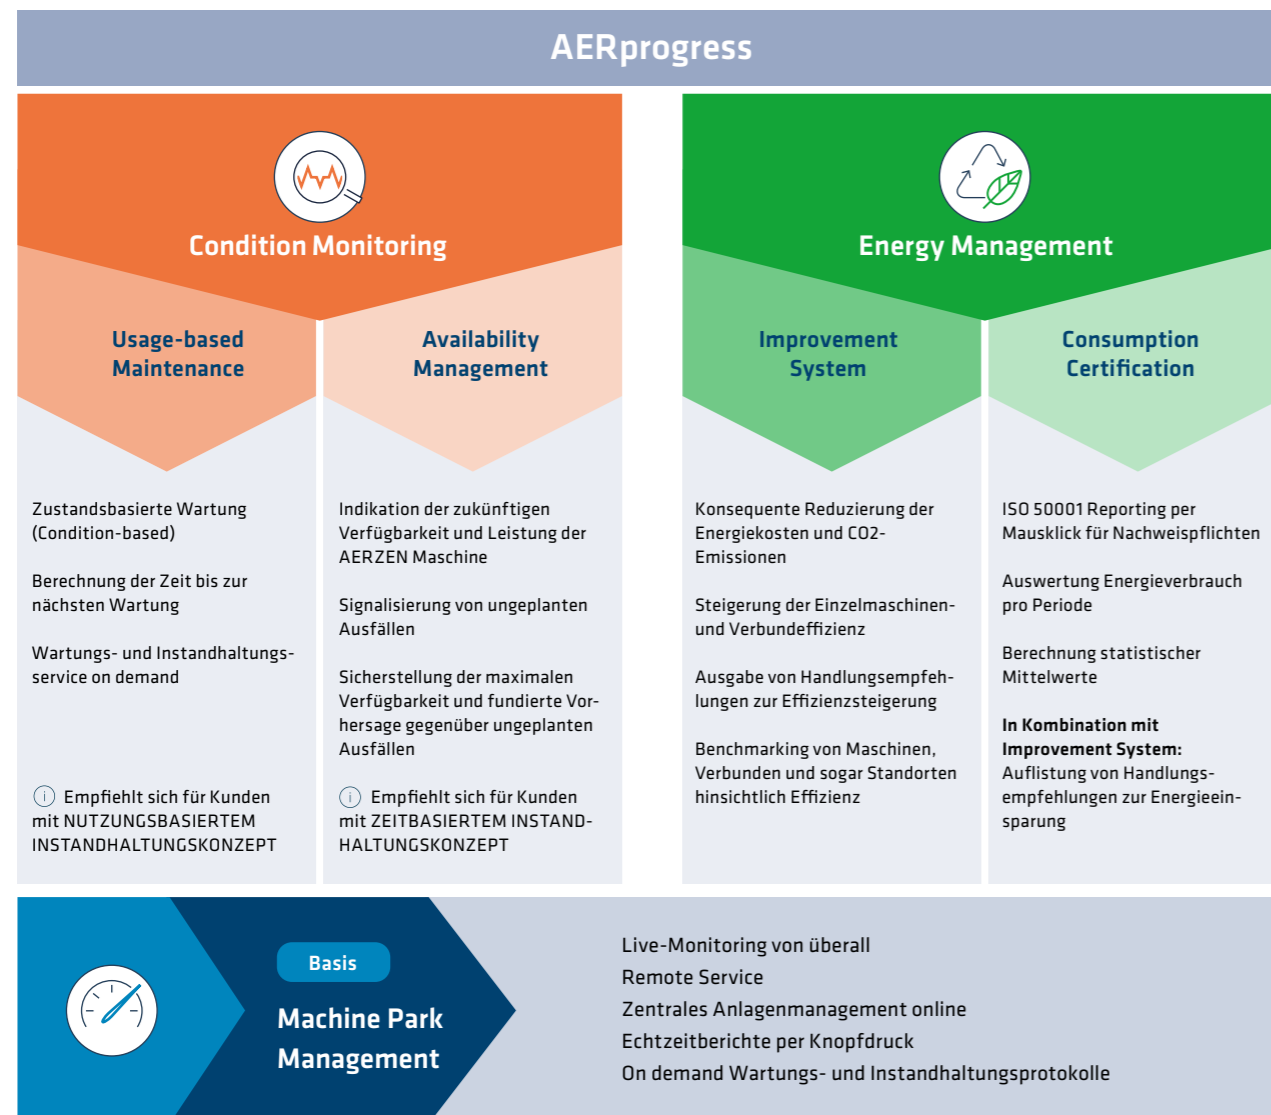 AERprogress
Condition Monitoring
Usage-based
Maintenance
Zustandsbasierte Wartung
(Condition-based)
Berechnung der Zeit bis zur
nächsten Wartung
Wartungs- und Instandhaltungs-
service on demand
i Empfiehlt sich für Kunden
mit NUTZUNGSBASIERTEM
INSTANDHALTUNGSKONZEPT
Availability
Management
Indikation der zukünftigen
Verfügbarkeit und Leistung der
AERZEN Maschine
Signalisierung von ungeplanten
Ausfällen
Sicherstellung der maximalen
Verfügbarkeit und fundierte Vor-
hersage gegenüber ungeplanten
Ausfällen
i Empfiehlt sich für Kunden
mit ZEITBASIERTEM INSTAND-
HALTUNGSKONZEPT
Energy Management
Improvement
System
Konsequente Reduzierung der
Energiekosten und CO2-
Emissionen
Steigerung der Einzelmaschinen-
und Verbundeffizienz
Ausgabe von Handlungsempfeh-
lungen zur Effizienzsteigerung
Benchmarking von Maschinen,
Verbunden und sogar Standorten
hinsichtlich Effizienz
Consumption
Certification
ISO 50001 Reporting per
Mausklick für Nachweispflichten
Auswertung Energieverbrauch
pro Periode
Berechnung statistischer
Mittelwerte
In Kombination mit
Improvement System:
Auflistung von Handlungs-
empfehlungen zur Energieein-
sparung
Basis
Machine Park
Management
Live-Monitoring von überall
Remote Service
Zentrales Anlagenmanagement online
Echtzeitberichte per Knopfdruck
On demand Wartungs- und Instandhaltungsprotokolle